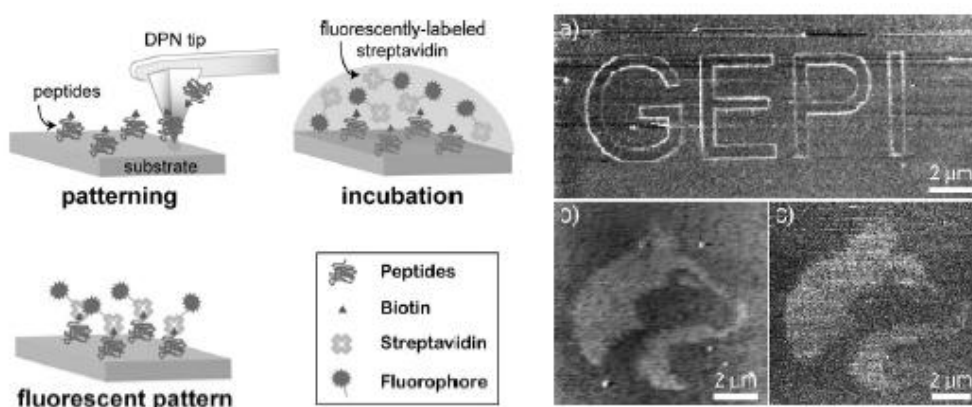 DPN tip
peptides
substrate
patterning
fluorescently-labeled
streptavidin
incubation
fluorescent pattern
Peptides
Biotin
Streptavidin
Fluorophore
a)
GEPI
2 μm
b)
2 μm
c)
2 μm